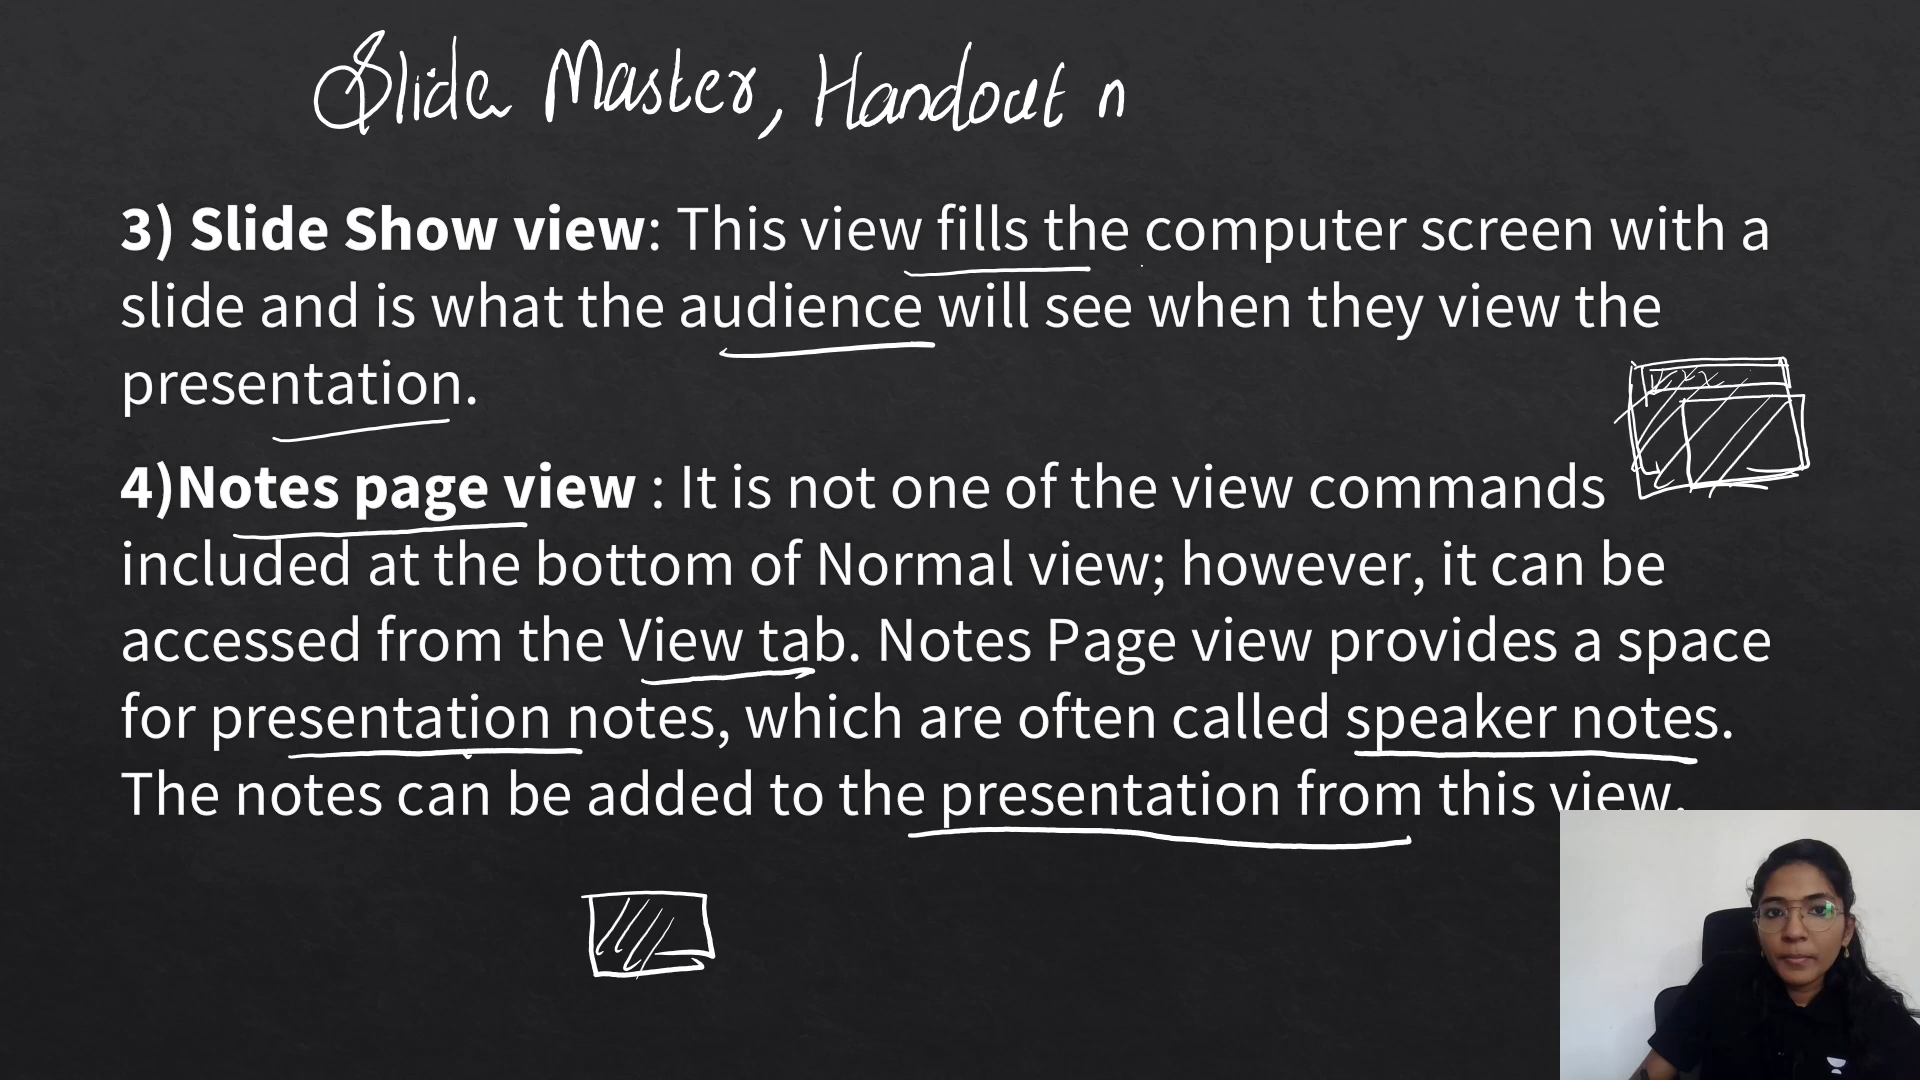 Slide Master, Handout n
3) Slide Show view: This view fills the computer screen with a
slide and is what the audience will see when they view the
presentation.
4)Notes page view : It is not one of the view commands
included at the bottom of Normal view; however, it can be
accessed from the View tab. Notes Page view provides a space
for presentation notes, which are often called speaker notes.
The notes can be added to the presentation from this view.